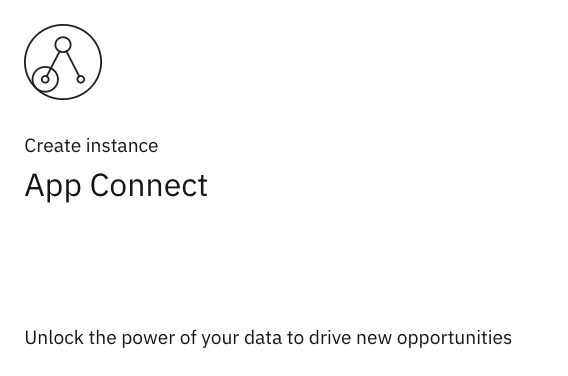 Create instance
App Connect
Unlock the power of your data to drive new opportunities